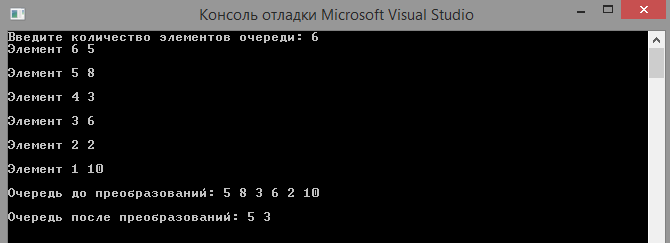 Консоль отладки Microsoft Visual Studio
Введите количество элементов очереди: 6
Элемент 6 5
Элемент 5 8
Элемент 4 3
Элемент 3 6
Элемент 2 2
Элемент 1 10
Очередь до преобразований: 5 8 3 6 2 10
Очередь после преобразований: 5 3